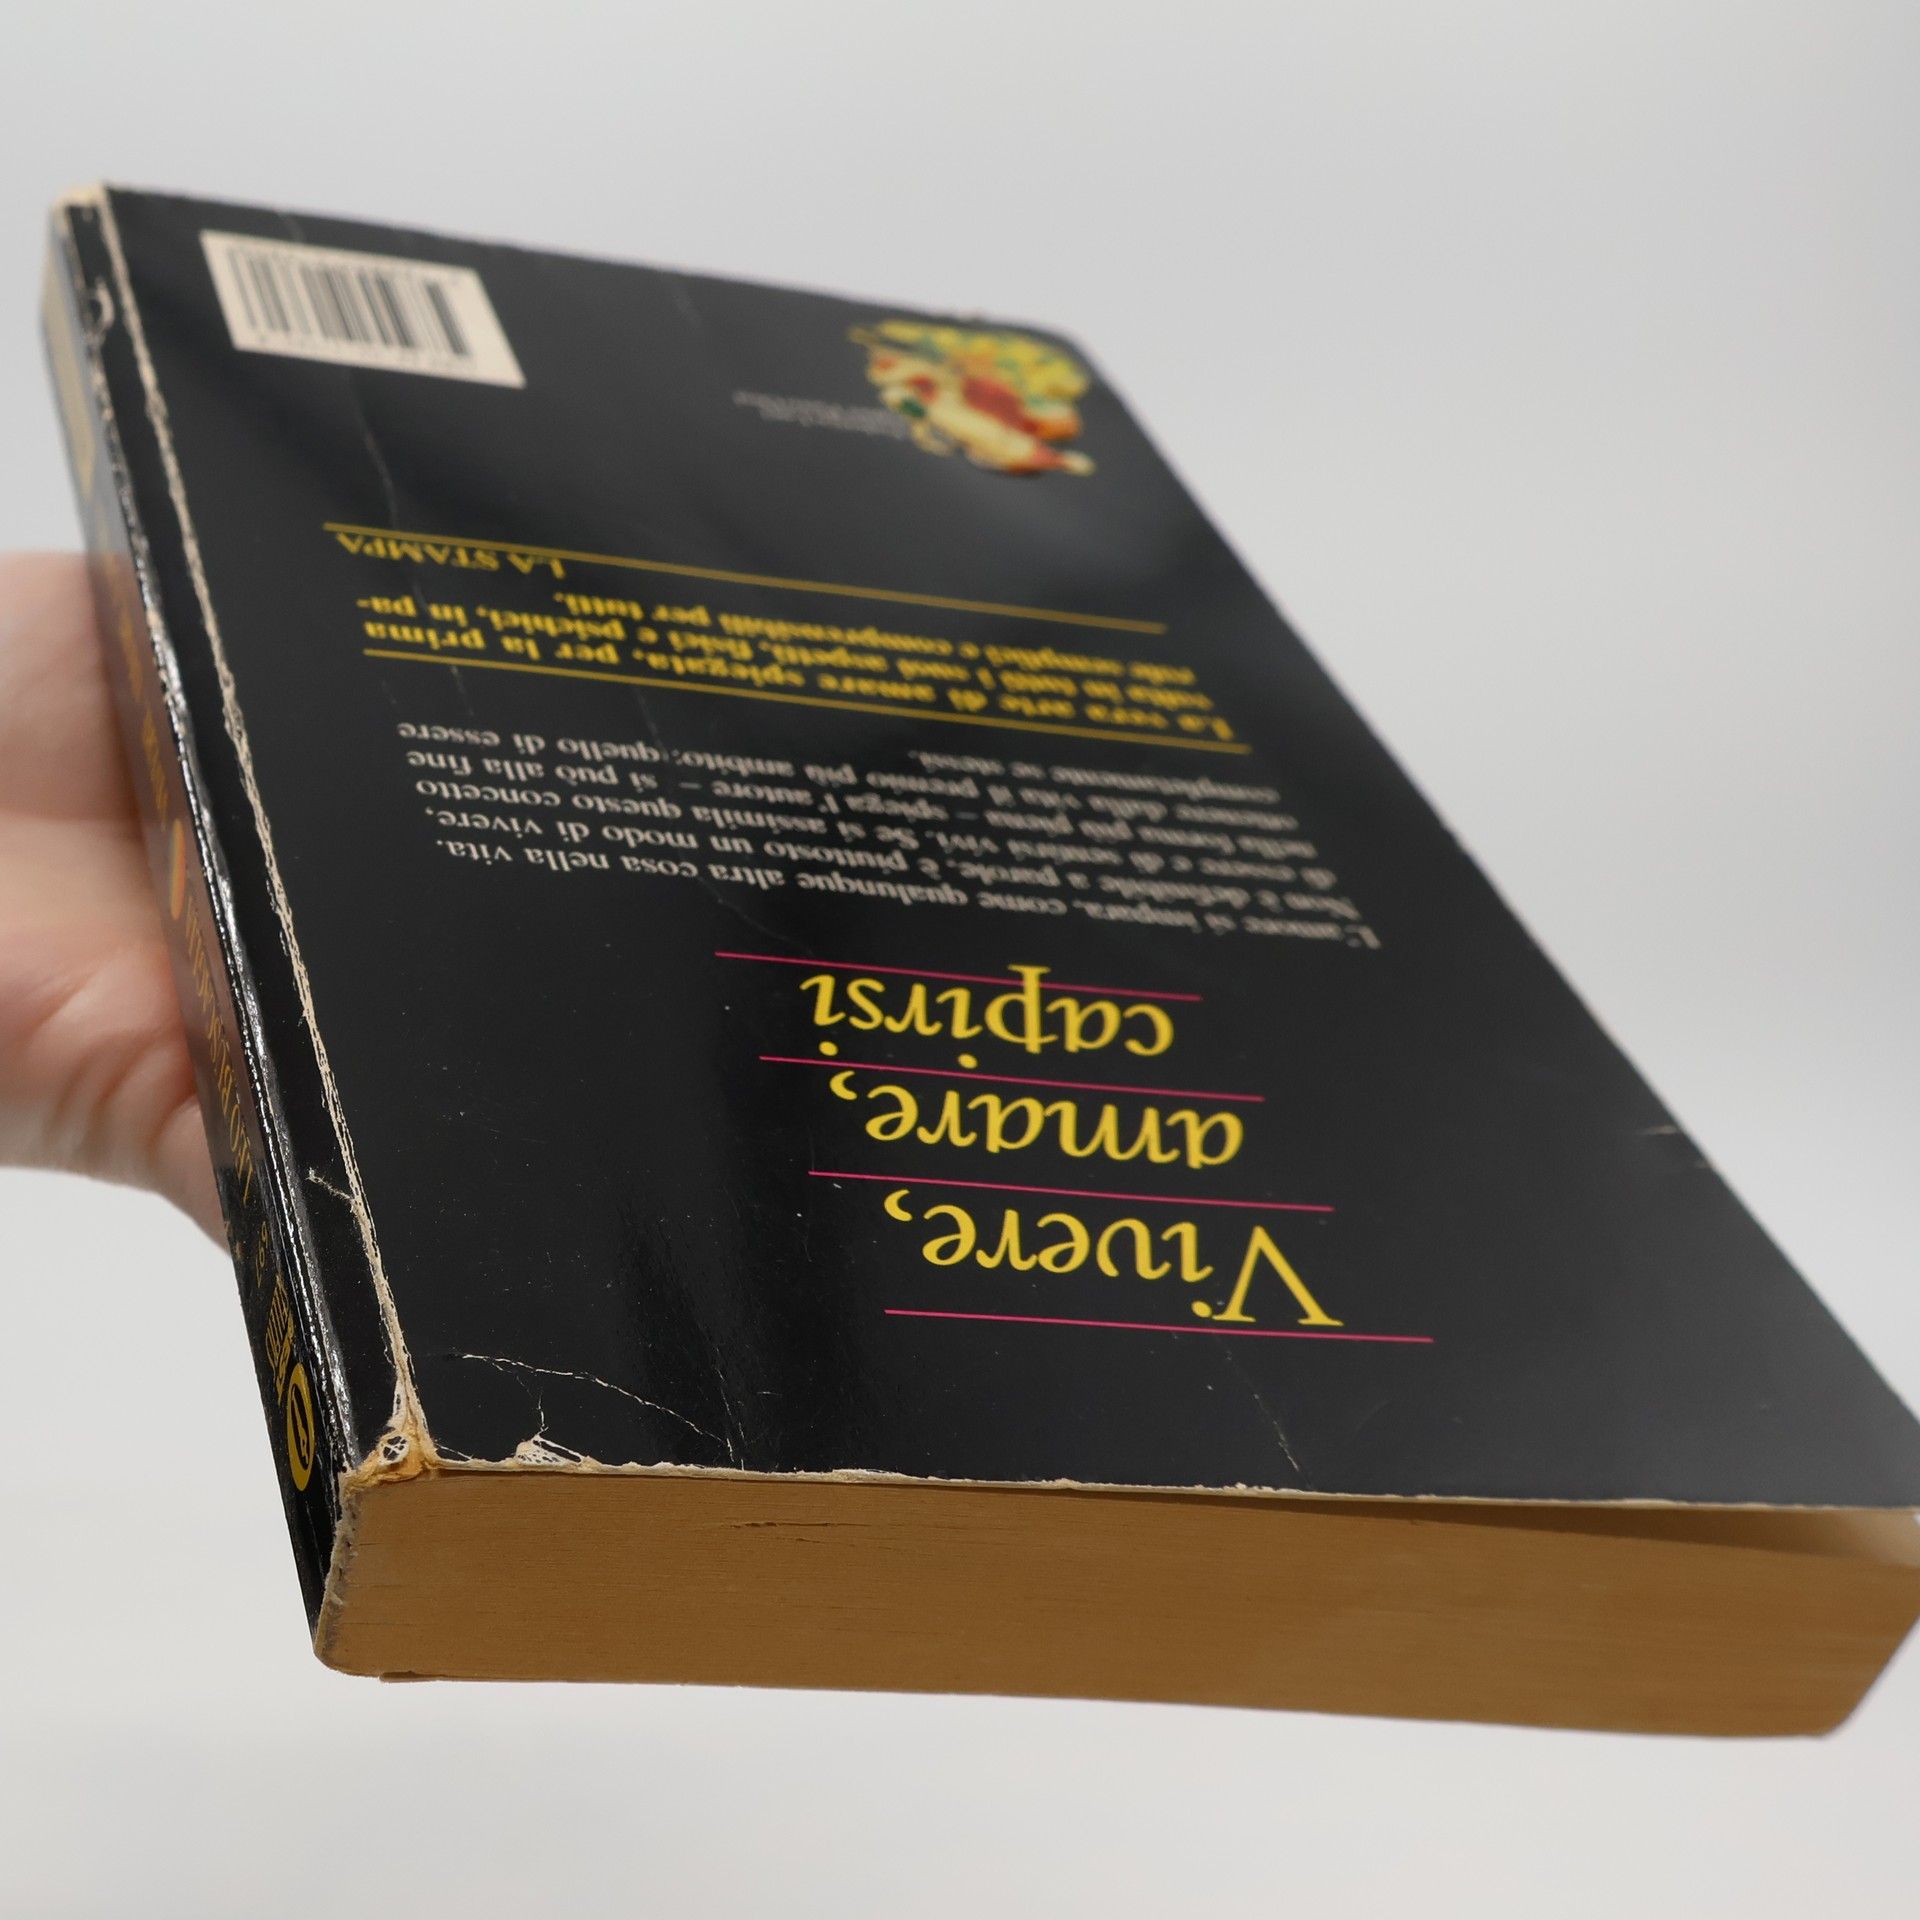 Vivere,
amare,
capirsi
L'amore si impara, come qualunque altra cosa nella vita.
Non è definibile a parole, è piuttosto un modo di vivere,
di essere e di sentirsi vivi. Se si assimila questo concetto
nella forma più piena – spiega l'autore – si può alla fine
ottenere dalla vita il premio più ambito: quello di essere
completamente se stessi.
La vera arte di amare spiegata, per la prima
volta in tutti i suoi aspetti, fisici e psichici, in pa-
role semplici e comprensibili per tutti.
LA STAMPA
LEO BUSCAGLIA